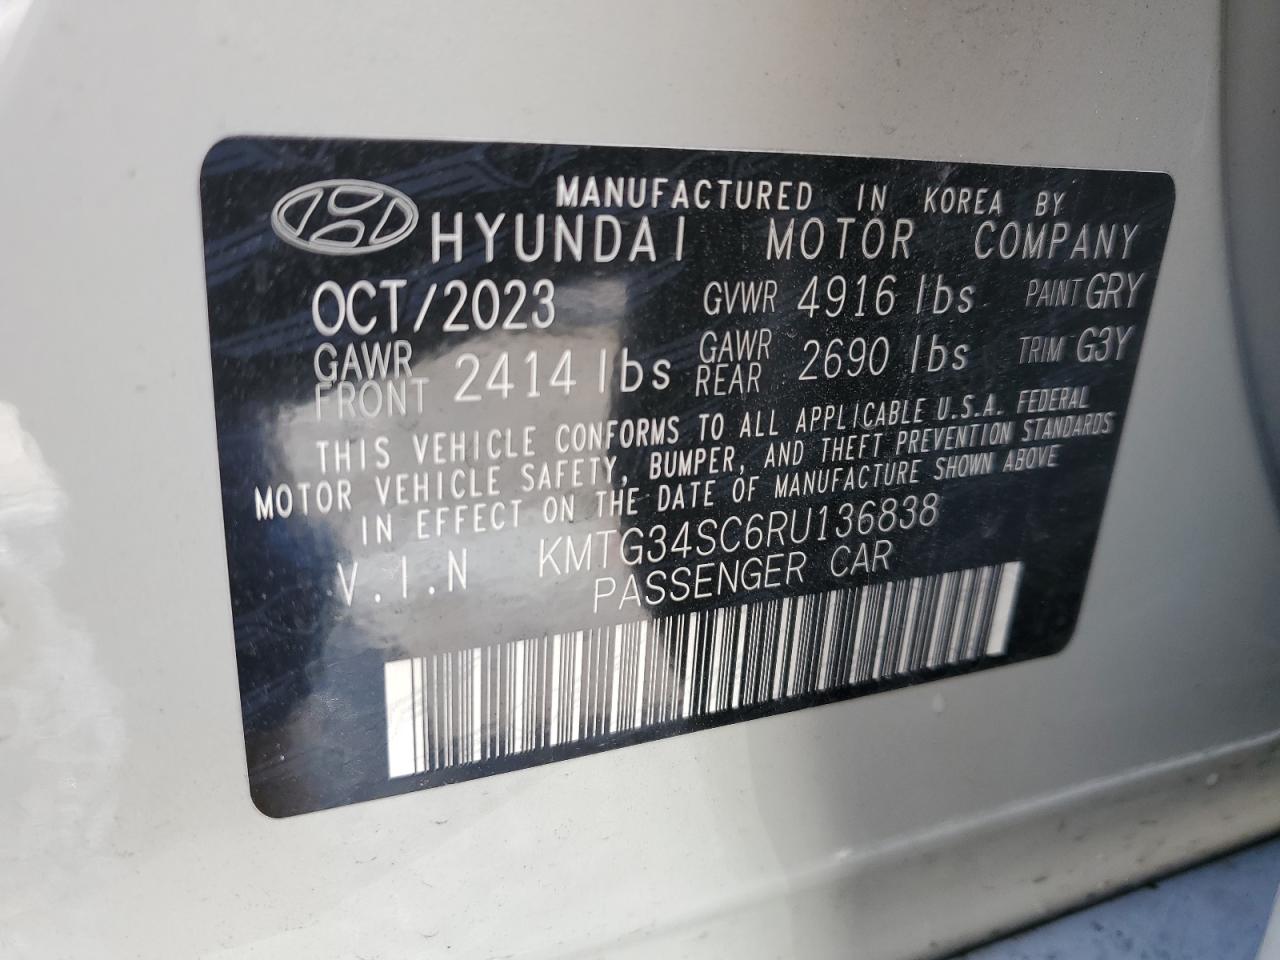 MANUFACTURED IN KOREA BY
HYUNDAI MOTOR COMPANY
OCT/2023 GVWR 4916 lbs PAINT GRY
GAWR FRONT 2414 lbs GAWR REAR 2690 lbs TRIM G3Y
THIS VEHICLE CONFORMS TO ALL APPLICABLE U.S.A. FEDERAL
MOTOR VEHICLE SAFETY, BUMPER, AND THEFT PREVENTION STANDARDS
IN EFFECT ON THE DATE OF MANUFACTURE SHOWN ABOVE
V.I.N KMTG34SC6RU136838
PASSENGER CAR